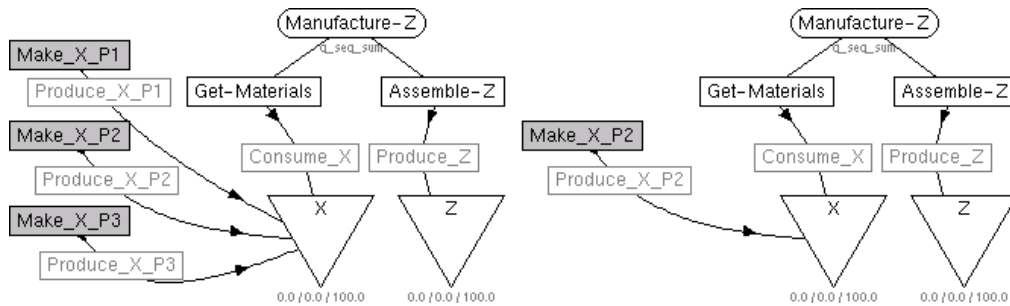 Manufacture-Z
q_seq_sum
Make_X_P1
Produce_X_P1
Get-Materials
Assemble-Z
Make_X_P2
Consume_X
Produce_Z
Produce_X_P2
Make_X_P3
X
Z
Produce_X_P3
0.0/0.0/100.0
0.0/0.0/100.0
Manufacture-Z
q_seq_sum
Get-Materials
Assemble-Z
Make_X_P2
Consume_X
Produce_Z
Produce_X_P2
X
Z
0.0/0.0/100.0
0.0/0.0/100.0